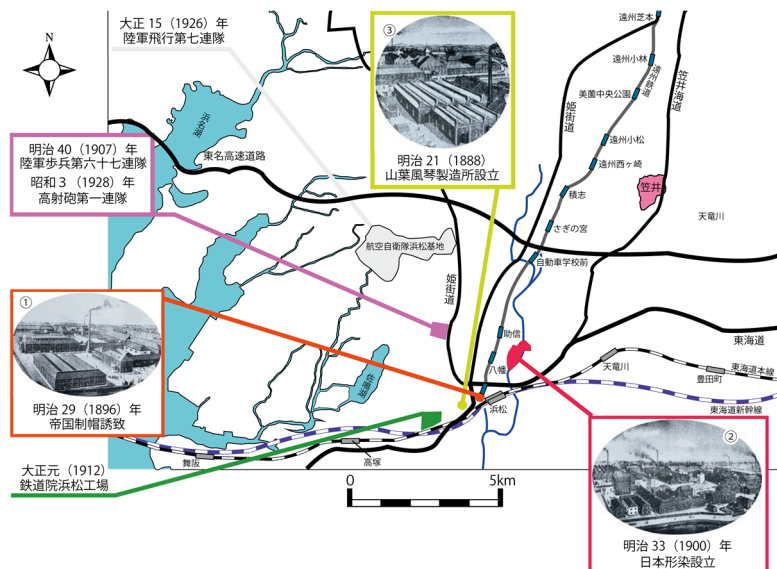 大正 15（1926）年
陸軍飛行第七連隊
N
③
明治 21（1888）
山葉風琴製造所設立
遠州芝本
遠州小林
遠州鉄道
美薗中央公園
笠井海道
姫街道
浜名湖
明治 40（1907）年
陸軍歩兵第六十七連隊
昭和 3（1928）年
高射砲第一連隊
東名高速道路
遠州小松
遠州西ヶ崎
笠井
積志
天竜川
さぎの宮
航空自衛隊浜松基地
自動車学校前
姫街道
①
明治 29（1896）年
帝国制帽誘致
助信
八幡
東海道
天竜川
豊田町
東海道本線
佐鳴湖
浜松
東海道新幹線
大正元（1912）
鉄道院浜松工場
舞阪
高塚
0
5km
②
明治 33（1900）年
日本形染設立